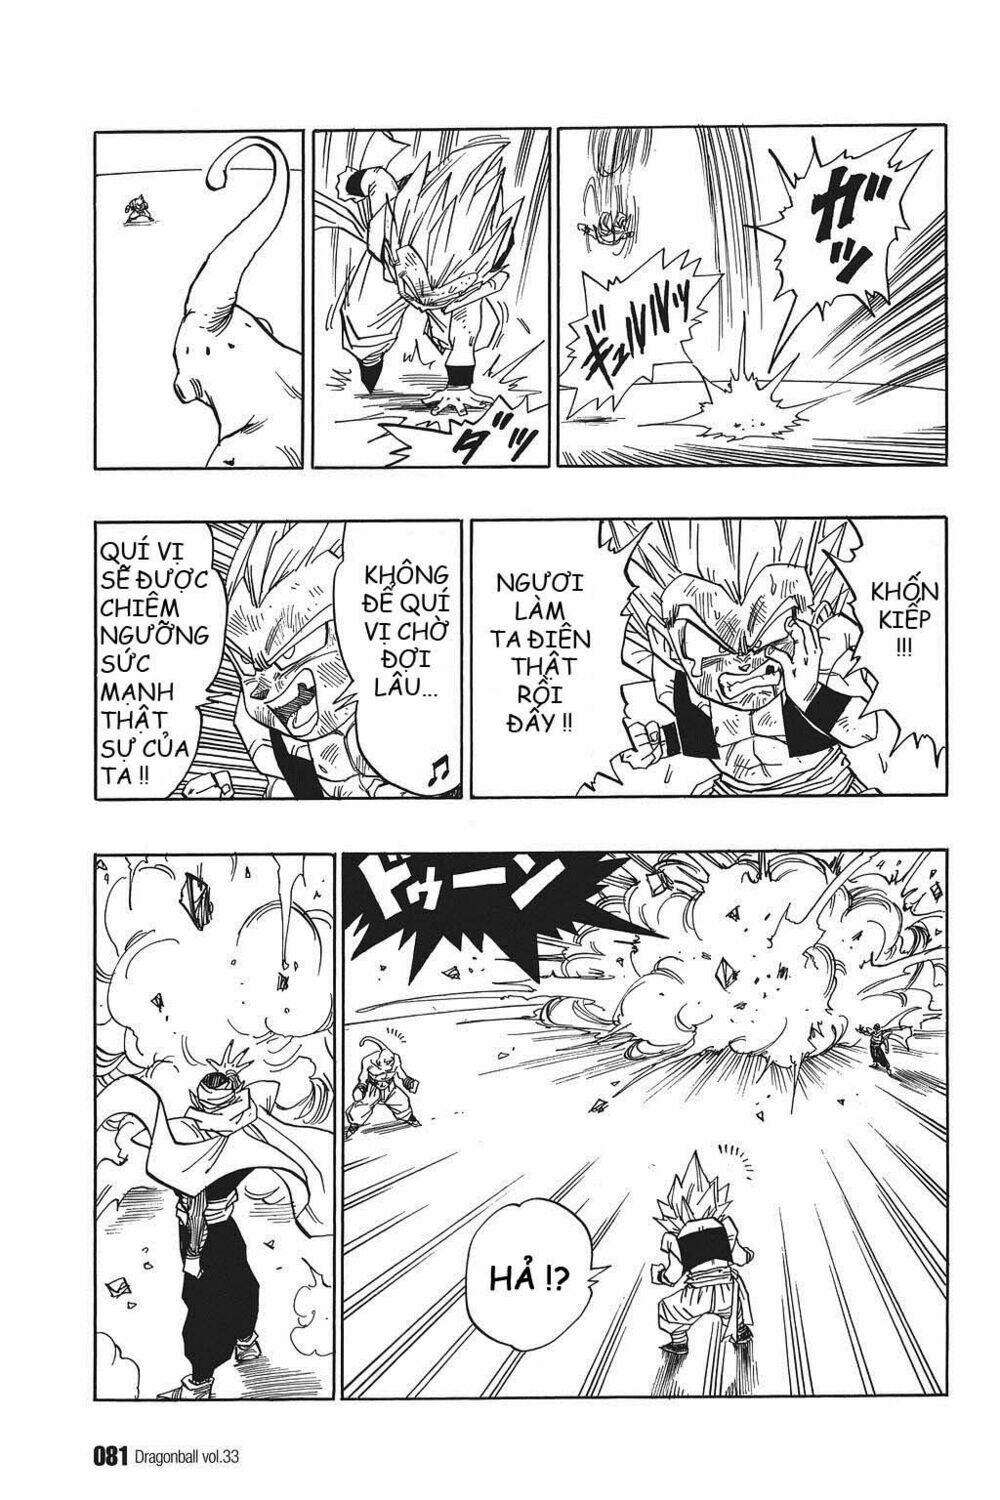 ガッ
ギュルルルッ
ダッ
KHỐN
KIẾP
!!!
NGƯƠI
LÀM
TA ĐIÊN
THẬT
RỒI
ĐẤY !!
KHÔNG
ĐỂ QUÍ
VỊ CHỜ
ĐỢI
LÂU...
QUÍ VỊ
SẼ ĐƯỢC
CHIÊM
NGƯỠNG
SỨC
MẠNH
THẬT
SỰ CỦA
TA !!
ドゥーン
HẢ !?
081 Dragonball vol.33